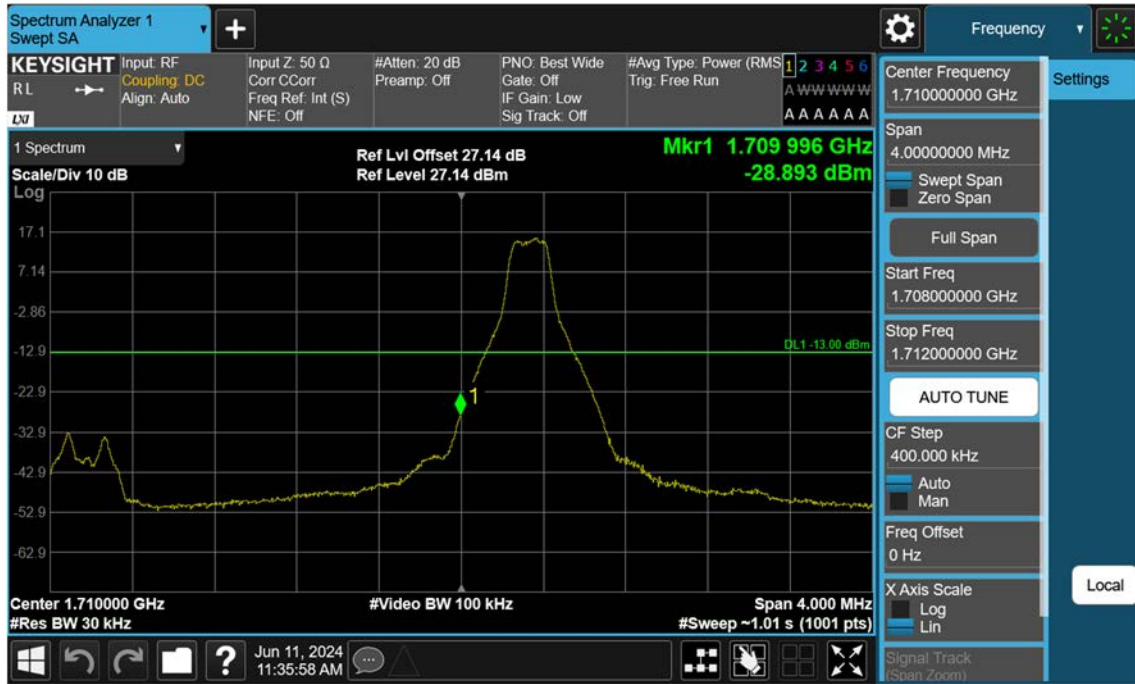 Spectrum Analyzer 1
Swept SA
Frequency
KEYSIGHT
RL
LXI
Input: RF
Coupling: DC
Align: Auto
Input Z: 50 Ω
Corr CCorr
Freq Ref: Int (S)
NFE: Off
#Atten: 20 dB
Preamp: Off
PNO: Best Wide
Gate: Off
IF Gain: Low
Sig Track: Off
#Avg Type: Power (RMS
Trig: Free Run
1 2 3 4 5 6
A W W W W W
A A A A A A
1 Spectrum
Scale/Div 10 dB
Log
Ref Lvl Offset 27.14 dB
Ref Level 27.14 dBm
Mkr1 1.709 996 GHz
-28.893 dBm
17.1
7.14
-2.86
-12.9
-22.9
-32.9
-42.9
-52.9
-62.9
DL1 -13.00 dBm
1
Center 1.710000 GHz
#Res BW 30 kHz
#Video BW 100 kHz
Span 4.000 MHz
#Sweep ~1.01 s (1001 pts)
Center Frequency
1.710000000 GHz
Span
4.00000000 MHz
Swept Span
Zero Span
Full Span
Start Freq
1.708000000 GHz
Stop Freq
1.712000000 GHz
AUTO TUNE
CF Step
400.000 kHz
Auto
Man
Freq Offset
0 Hz
X Axis Scale
Log
Lin
Signal Track
(Span Zoom)
Settings
Local
?
Jun 11, 2024
11:35:58 AM